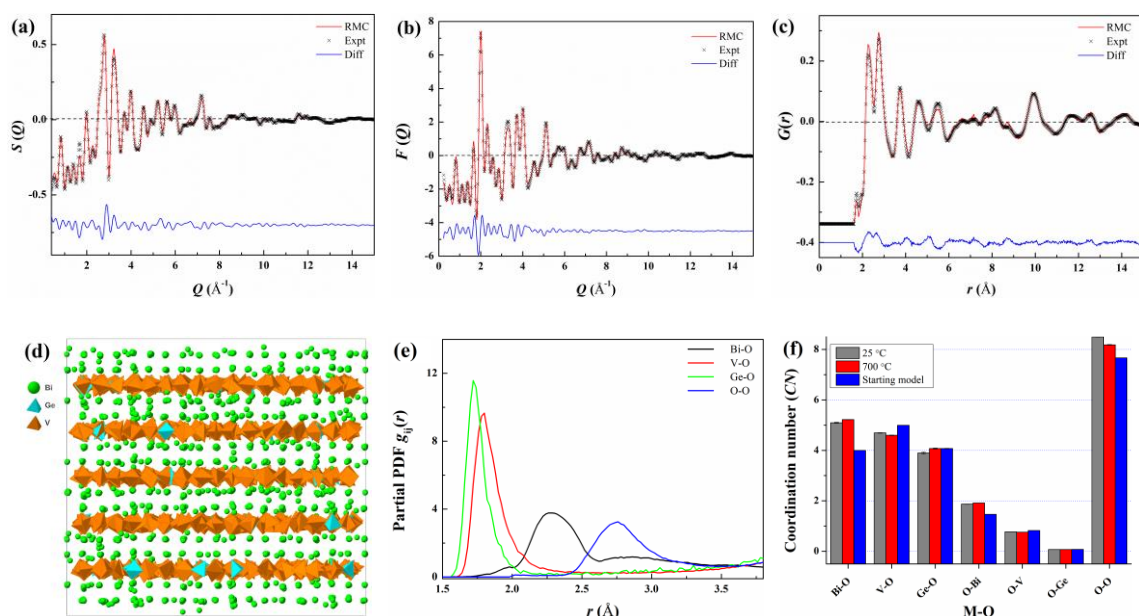 (a)
RMC
Expt
Diff
0.5
0.0
-0.5
S (Q)
2 4 6 8 10 12 14
Q (Å⁻¹)
(b)
RMC
Expt
Diff
8
6
4
2
0
-2
-4
-6
F (Q)
0 2 4 6 8 10 12 14
Q (Å⁻¹)
(c)
RMC
Expt
Diff
0.2
0.0
-0.2
-0.4
G(r)
0 2 4 6 8 10 12 14
r (Å)
(d)
Bi
Ge
V
(e)
Bi-O
V-O
Ge-O
O-O
12
8
4
0
Partial PDF gij(r)
1.5 2.0 2.5 3.0 3.5
r (Å)
(f)
25 °C
700 °C
Starting model
8
6
4
2
0
Coordination number (CN)
Bi-O V-O Ge-O O-Bi O-V O-Ge O-O
M-O